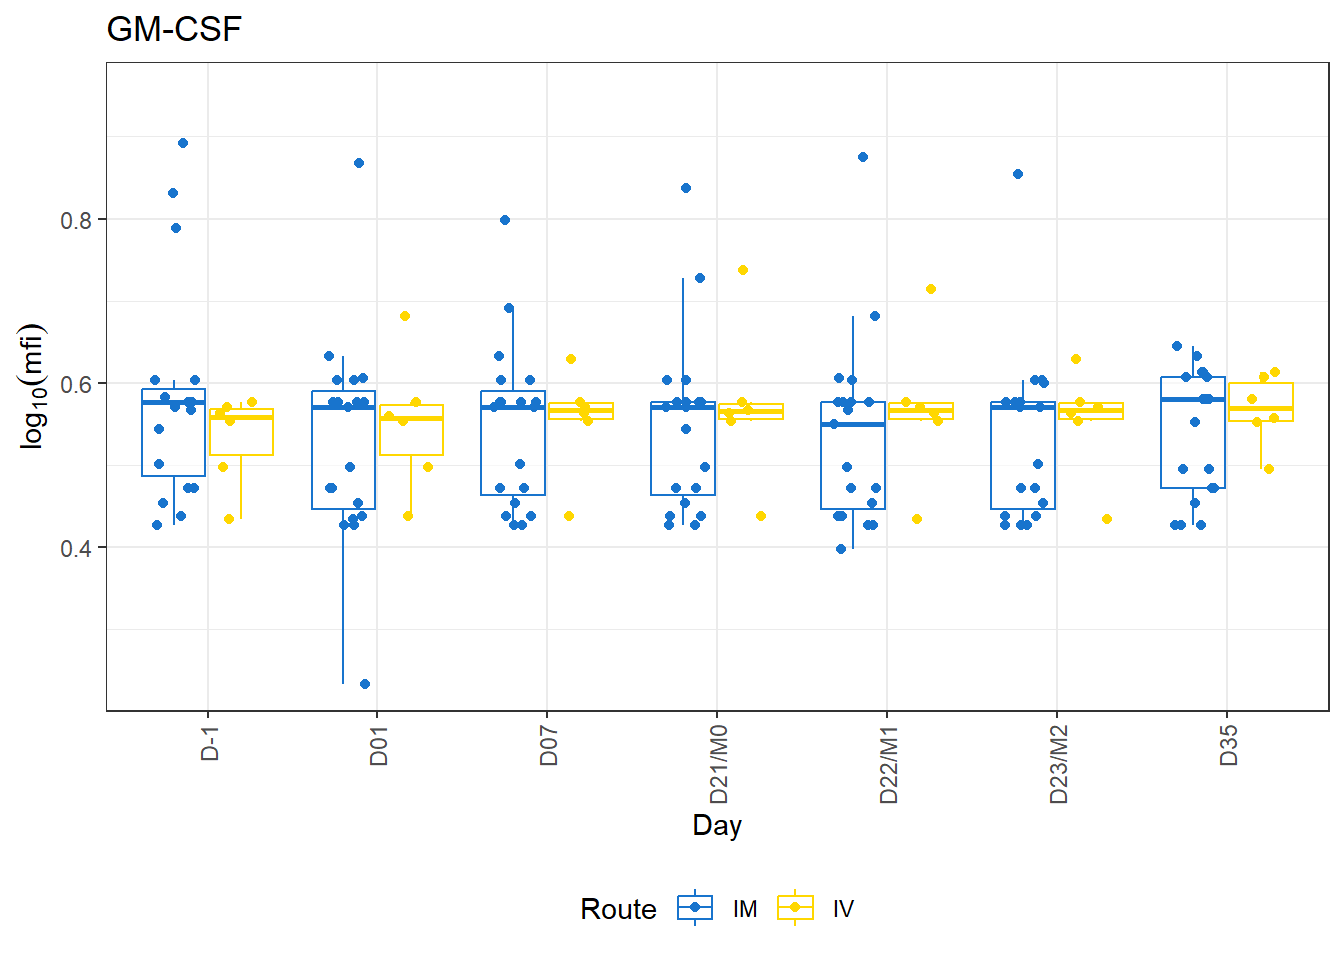 GM-CSF
log10(mfi)
0.8
0.6
0.4
D-1
D01
D07
D21/M0
D22/M1
D23/M2
D35
Day
Route IM IV